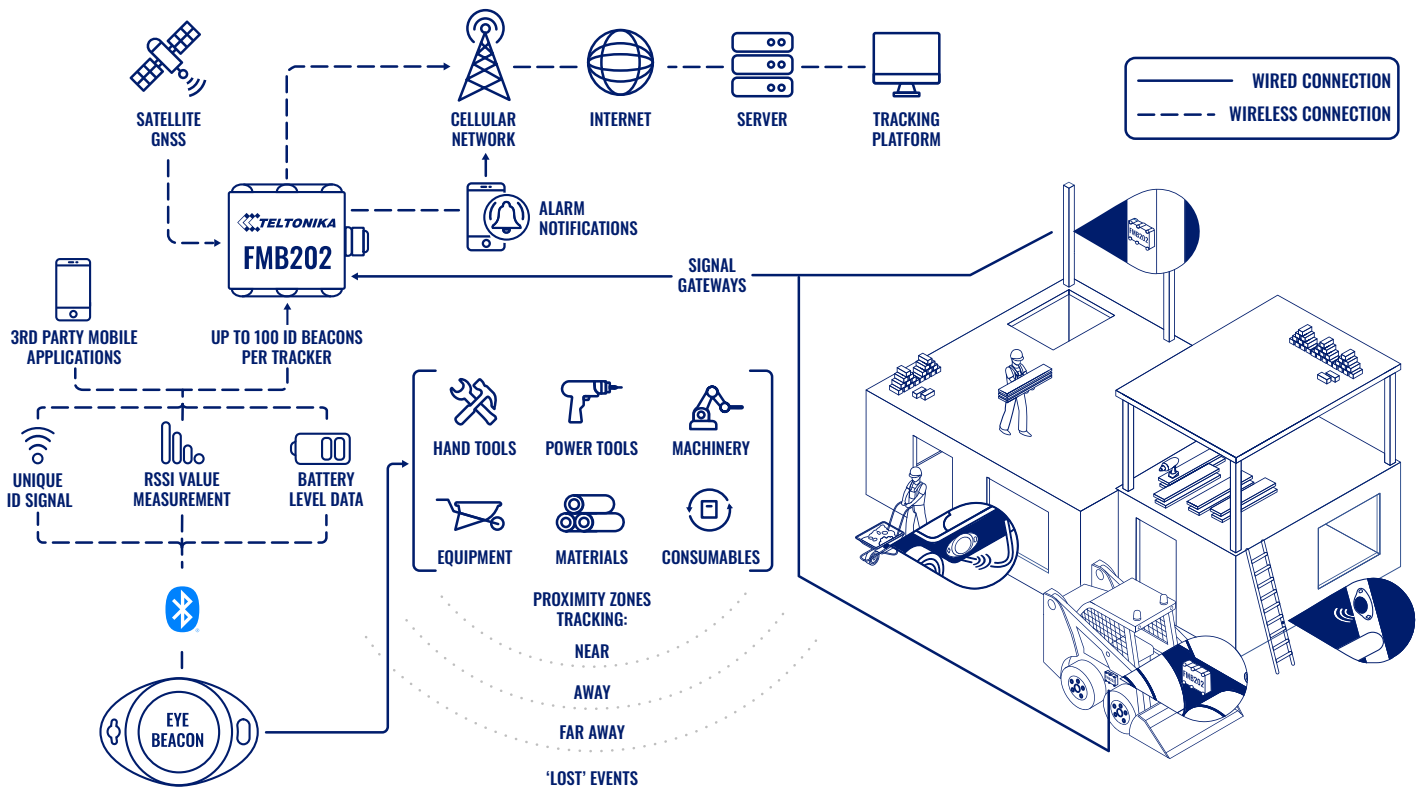 SATELLITE
GNSS
CELLULAR
NETWORK
INTERNET
SERVER
TRACKING
PLATFORM
WIRED CONNECTION
WIRELESS CONNECTION
TELTONIKA
FMB202
ALARM
NOTIFICATIONS
SIGNAL
GATEWAYS
FMB202
3RD PARTY MOBILE
APPLICATIONS
UP TO 100 ID BEACONS
PER TRACKER
UNIQUE
ID SIGNAL
RSSI VALUE
MEASUREMENT
BATTERY
LEVEL DATA
HAND TOOLS
POWER TOOLS
MACHINERY
EQUIPMENT
MATERIALS
CONSUMABLES
PROXIMITY ZONES
TRACKING:
NEAR
AWAY
FAR AWAY
‘LOST’ EVENTS
EYE
BEACON
FMB202